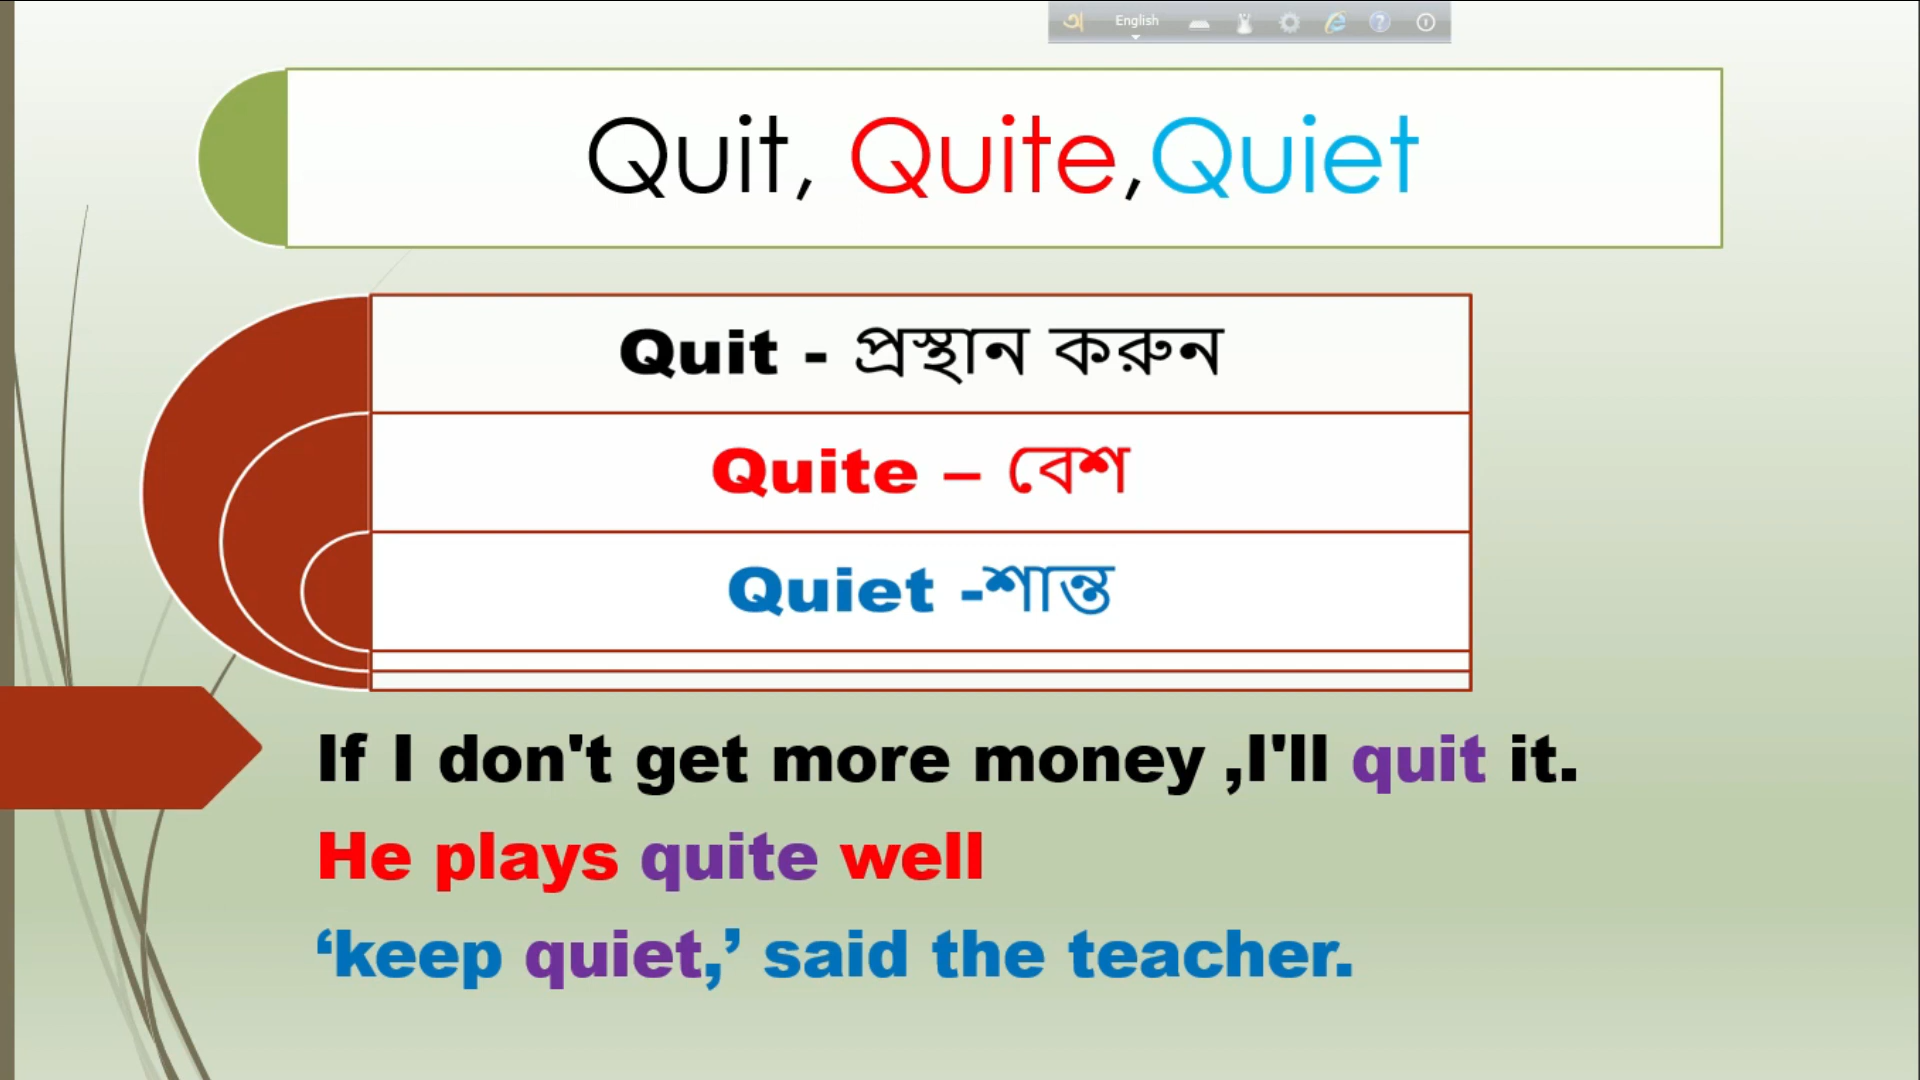 English
Quit, Quite,Quiet
Quit - প্রস্থান করুন
Quite – বেশ
Quiet -শান্ত
If I don't get more money ,I'll quit it.
He plays quite well
‘keep quiet,’ said the teacher.